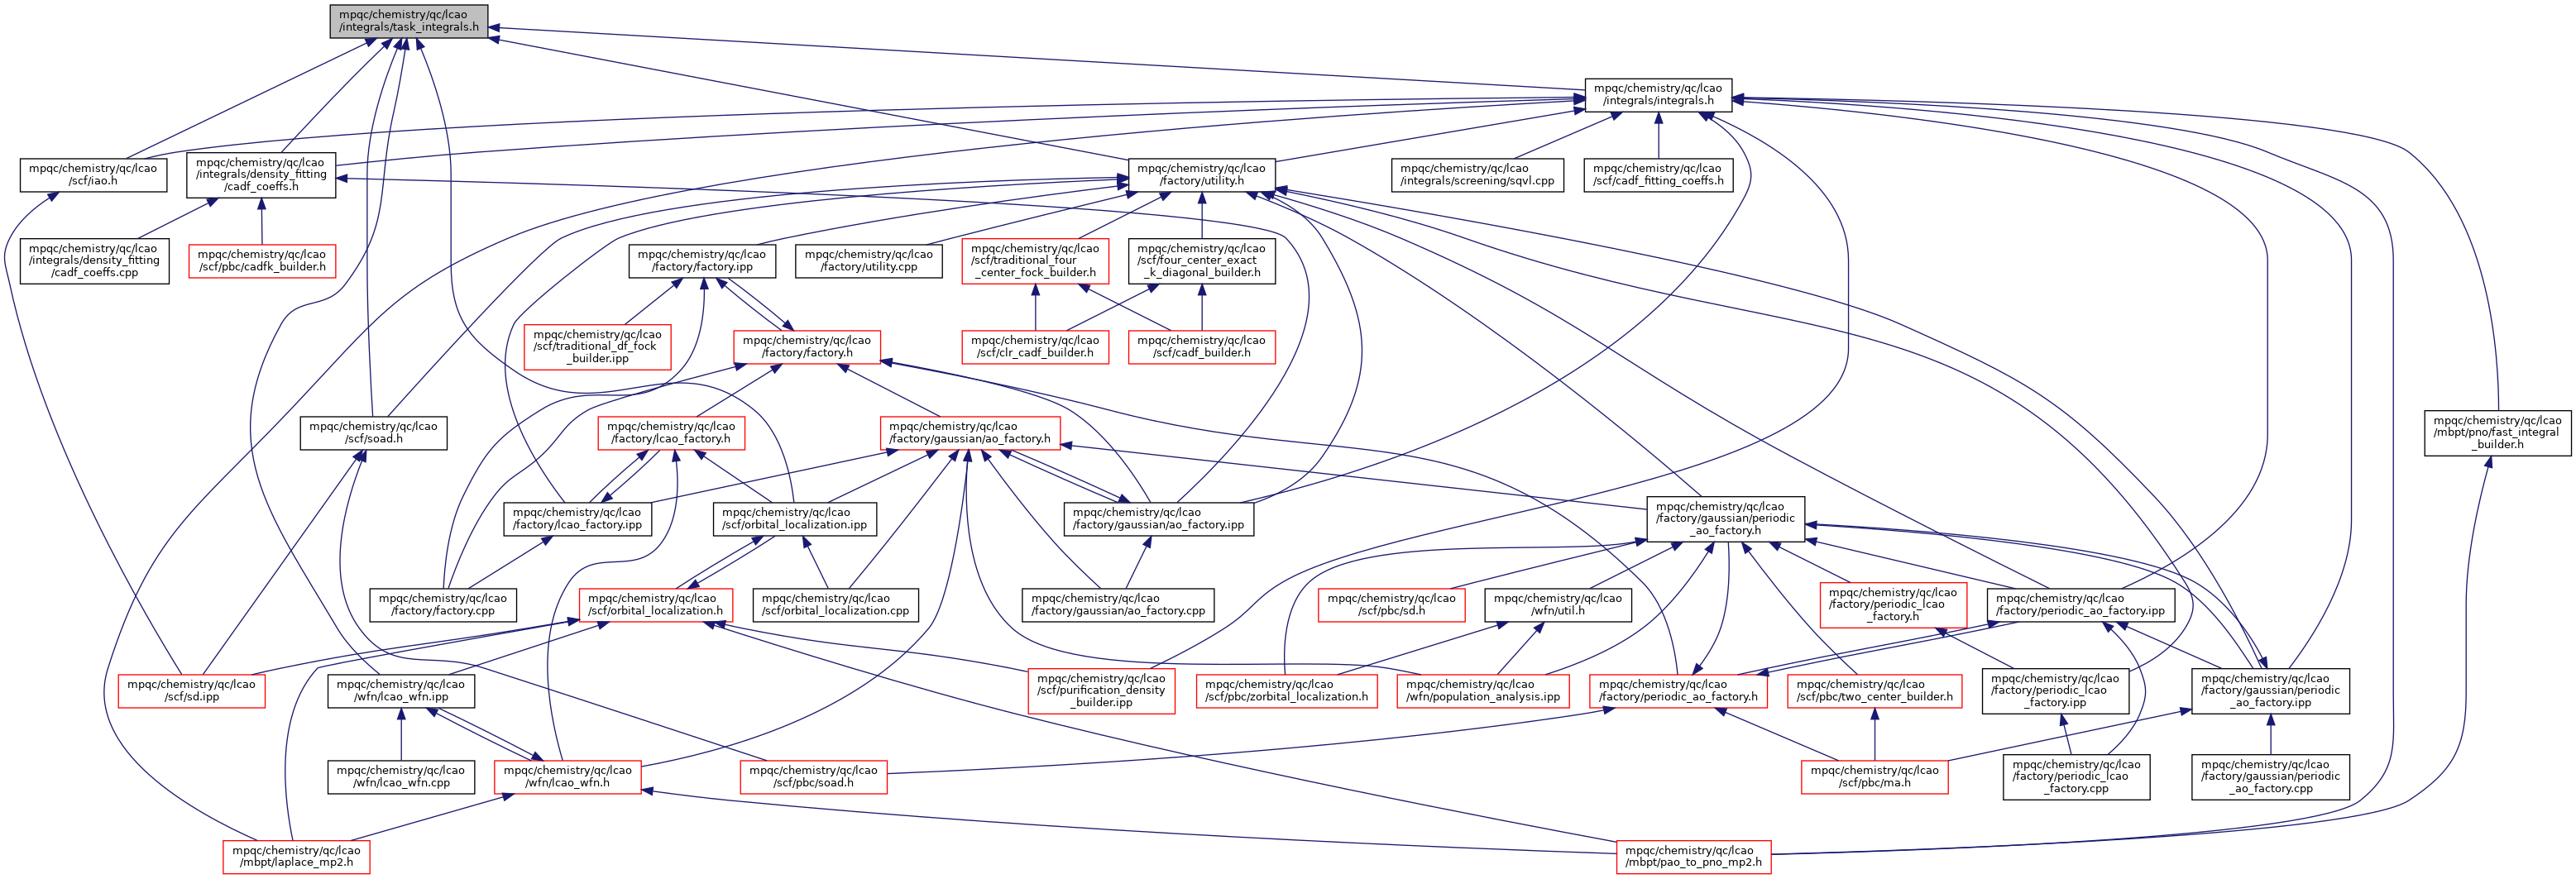 mpqc/chemistry/qc/lcao
/integrals/task_integrals.h
mpqc/chemistry/qc/lcao
/integrals/integrals.h
mpqc/chemistry/qc/lcao
/scf/iao.h
mpqc/chemistry/qc/lcao
/integrals/density_fitting
/cadf_coeffs.h
mpqc/chemistry/qc/lcao
/factory/utility.h
mpqc/chemistry/qc/lcao
/integrals/screening/sqvl.cpp
mpqc/chemistry/qc/lcao
/scf/cadf_fitting_coeffs.h
mpqc/chemistry/qc/lcao
/integrals/density_fitting
/cadf_coeffs.cpp
mpqc/chemistry/qc/lcao
/scf/pbc/cadfk_builder.h
mpqc/chemistry/qc/lcao
/factory/factory.ipp
mpqc/chemistry/qc/lcao
/factory/utility.cpp
mpqc/chemistry/qc/lcao
/scf/traditional_four
_center_fock_builder.h
mpqc/chemistry/qc/lcao
/scf/four_center_exact
_k_diagonal_builder.h
mpqc/chemistry/qc/lcao
/scf/traditional_df_fock
_builder.ipp
mpqc/chemistry/qc/lcao
/factory/factory.h
mpqc/chemistry/qc/lcao
/scf/clr_cadf_builder.h
mpqc/chemistry/qc/lcao
/scf/cadf_builder.h
mpqc/chemistry/qc/lcao
/scf/soad.h
mpqc/chemistry/qc/lcao
/factory/lcao_factory.h
mpqc/chemistry/qc/lcao
/factory/gaussian/ao_factory.h
mpqc/chemistry/qc/lcao
/mbpt/pno/fast_integral
_builder.h
mpqc/chemistry/qc/lcao
/factory/lcao_factory.ipp
mpqc/chemistry/qc/lcao
/scf/orbital_localization.ipp
mpqc/chemistry/qc/lcao
/factory/gaussian/ao_factory.ipp
mpqc/chemistry/qc/lcao
/factory/gaussian/periodic
_ao_factory.h
mpqc/chemistry/qc/lcao
/factory/factory.cpp
mpqc/chemistry/qc/lcao
/scf/orbital_localization.h
mpqc/chemistry/qc/lcao
/scf/orbital_localization.cpp
mpqc/chemistry/qc/lcao
/factory/gaussian/ao_factory.cpp
mpqc/chemistry/qc/lcao
/scf/pbc/sd.h
mpqc/chemistry/qc/lcao
/wfn/util.h
mpqc/chemistry/qc/lcao
/factory/periodic_lcao
_factory.h
mpqc/chemistry/qc/lcao
/factory/periodic_ao_factory.ipp
mpqc/chemistry/qc/lcao
/scf/sd.ipp
mpqc/chemistry/qc/lcao
/wfn/lcao_wfn.ipp
mpqc/chemistry/qc/lcao
/scf/purification_density
_builder.ipp
mpqc/chemistry/qc/lcao
/scf/pbc/zorbital_localization.h
mpqc/chemistry/qc/lcao
/wfn/population_analysis.ipp
mpqc/chemistry/qc/lcao
/factory/periodic_ao_factory.h
mpqc/chemistry/qc/lcao
/scf/pbc/two_center_builder.h
mpqc/chemistry/qc/lcao
/factory/periodic_lcao
_factory.ipp
mpqc/chemistry/qc/lcao
/factory/gaussian/periodic
_ao_factory.ipp
mpqc/chemistry/qc/lcao
/wfn/lcao_wfn.cpp
mpqc/chemistry/qc/lcao
/wfn/lcao_wfn.h
mpqc/chemistry/qc/lcao
/scf/pbc/soad.h
mpqc/chemistry/qc/lcao
/scf/pbc/ma.h
mpqc/chemistry/qc/lcao
/factory/periodic_lcao
_factory.cpp
mpqc/chemistry/qc/lcao
/factory/gaussian/periodic
_ao_factory.cpp
mpqc/chemistry/qc/lcao
/mbpt/laplace_mp2.h
mpqc/chemistry/qc/lcao
/mbpt/pao_to_pno_mp2.h